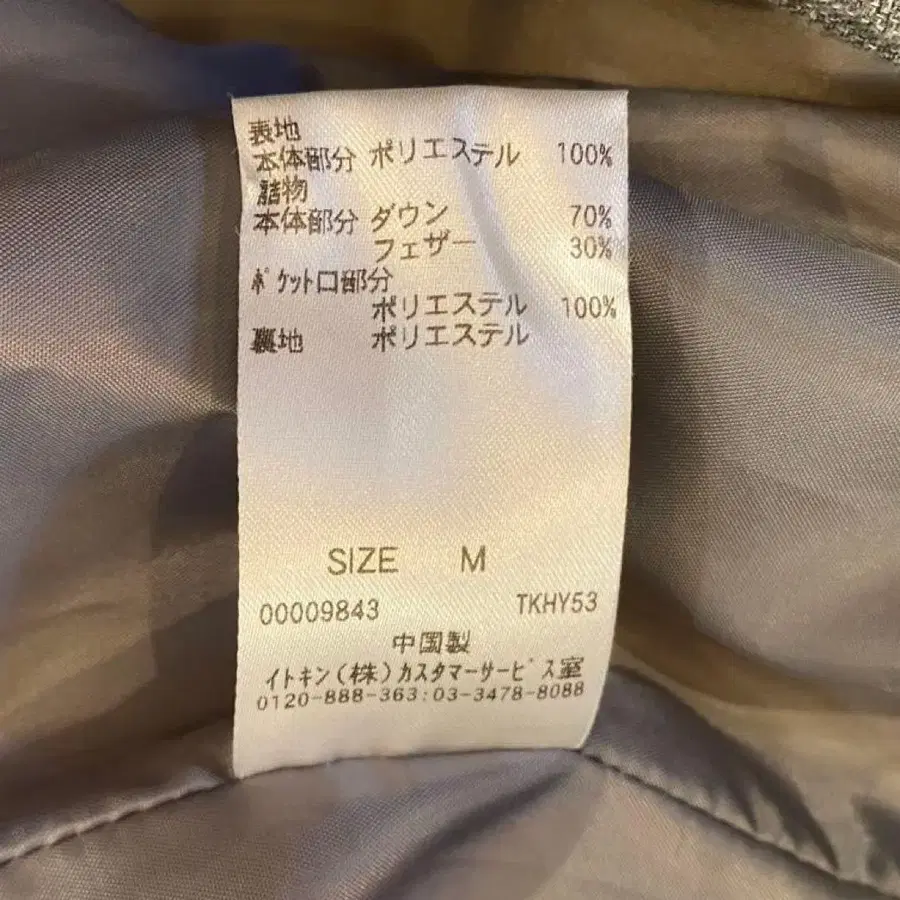 表地
本体部分 ポリエステル 100%
詰物
本体部分 ダウン 70%
フェザー 30%
ポケット口部分
ポリエステル 100%
裏地 ポリエステル
SIZE M
00009843 TKHY53
中国製
イトキン(株)カスタマーサービス室
0120-888-363:03-3478-8088